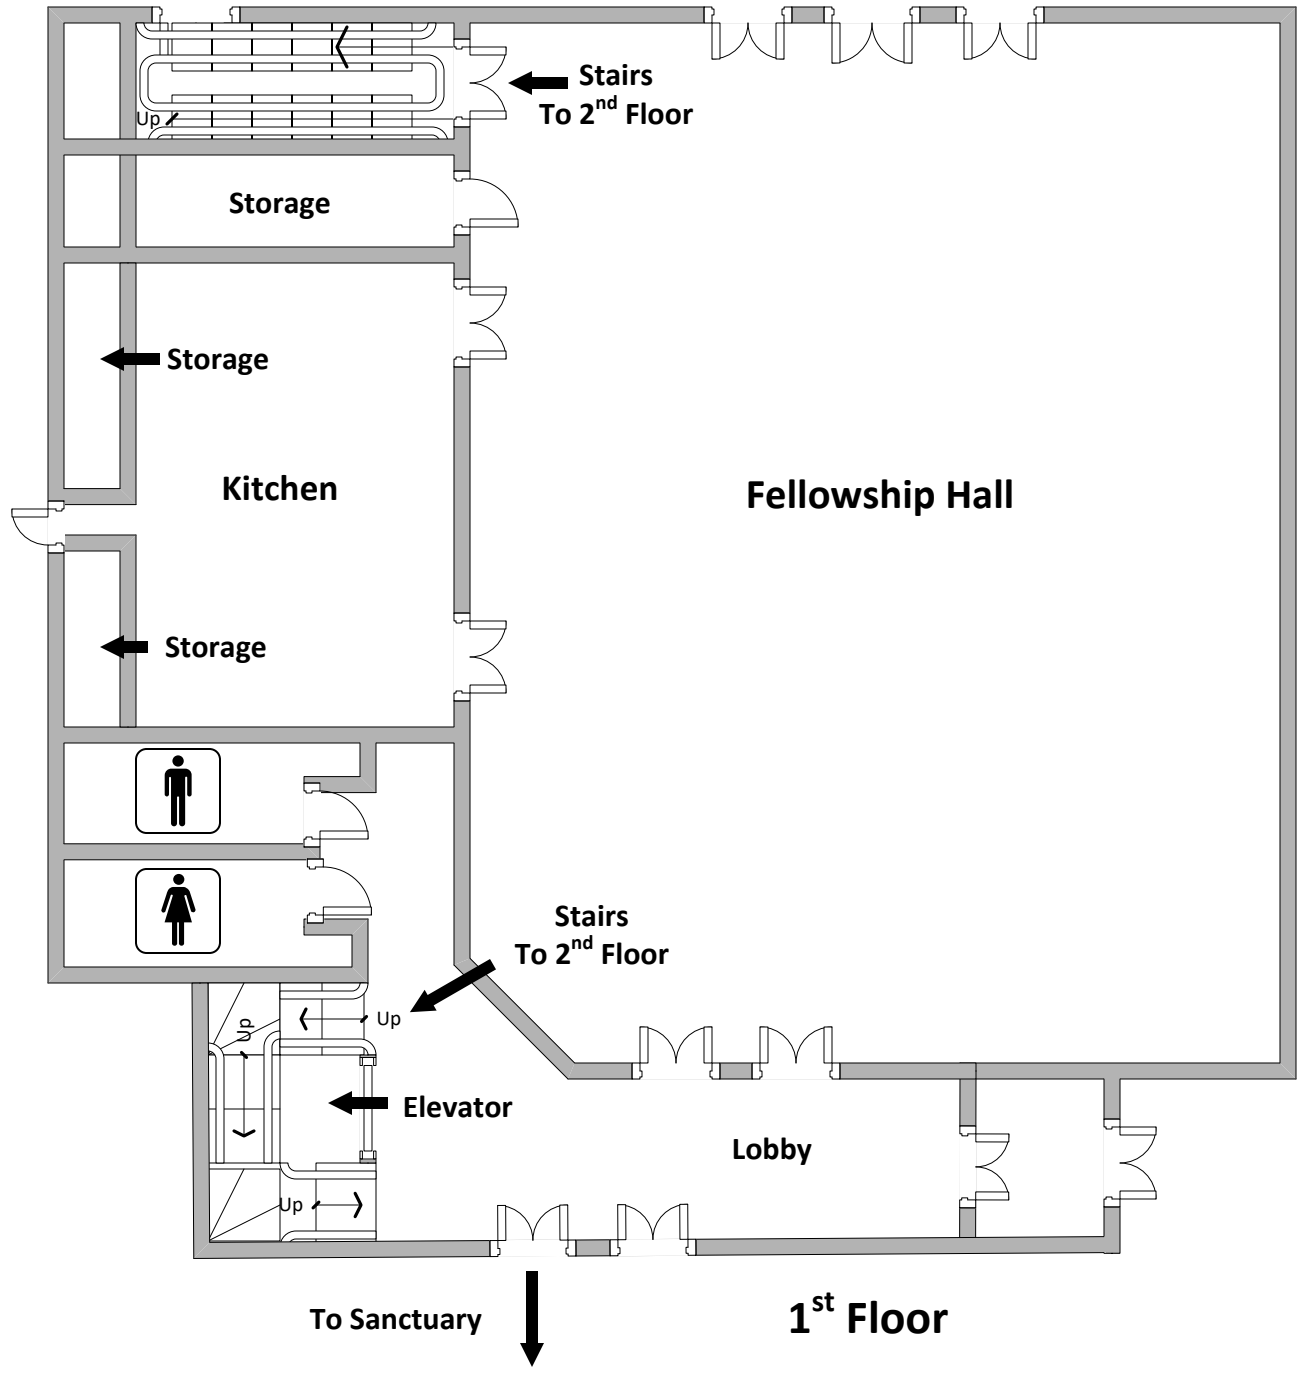 Stairs
To 2nd Floor
Up
Storage
Storage
Kitchen
Fellowship Hall
Storage
Stairs
To 2nd Floor
Up
Up
Elevator
Lobby
Up
To Sanctuary
1st Floor